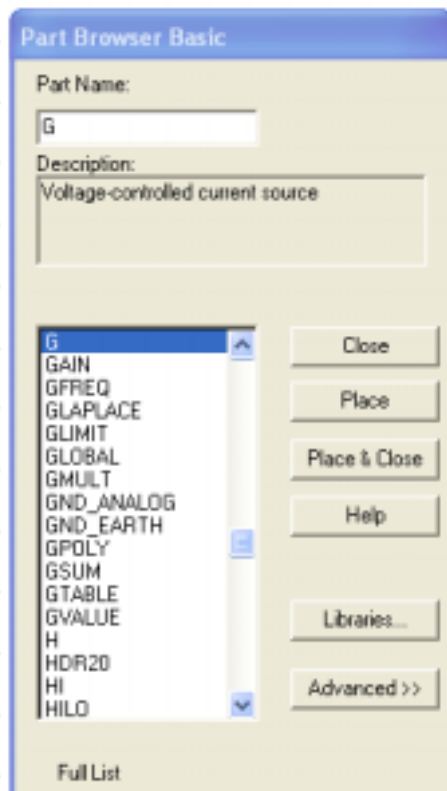 Part Browser Basic
Part Name:
G
Description:
Voltage-controlled current source
G
GAIN
GFREQ
GLAPLACE
GLIMIT
GLOBAL
GMULT
GND_ANALOG
GND_EARTH
GPOLY
GSUM
GTABLE
GVALUE
H
HDR20
HI
HILO
Close
Place
Place & Close
Help
Libraries...
Advanced >>
Full List